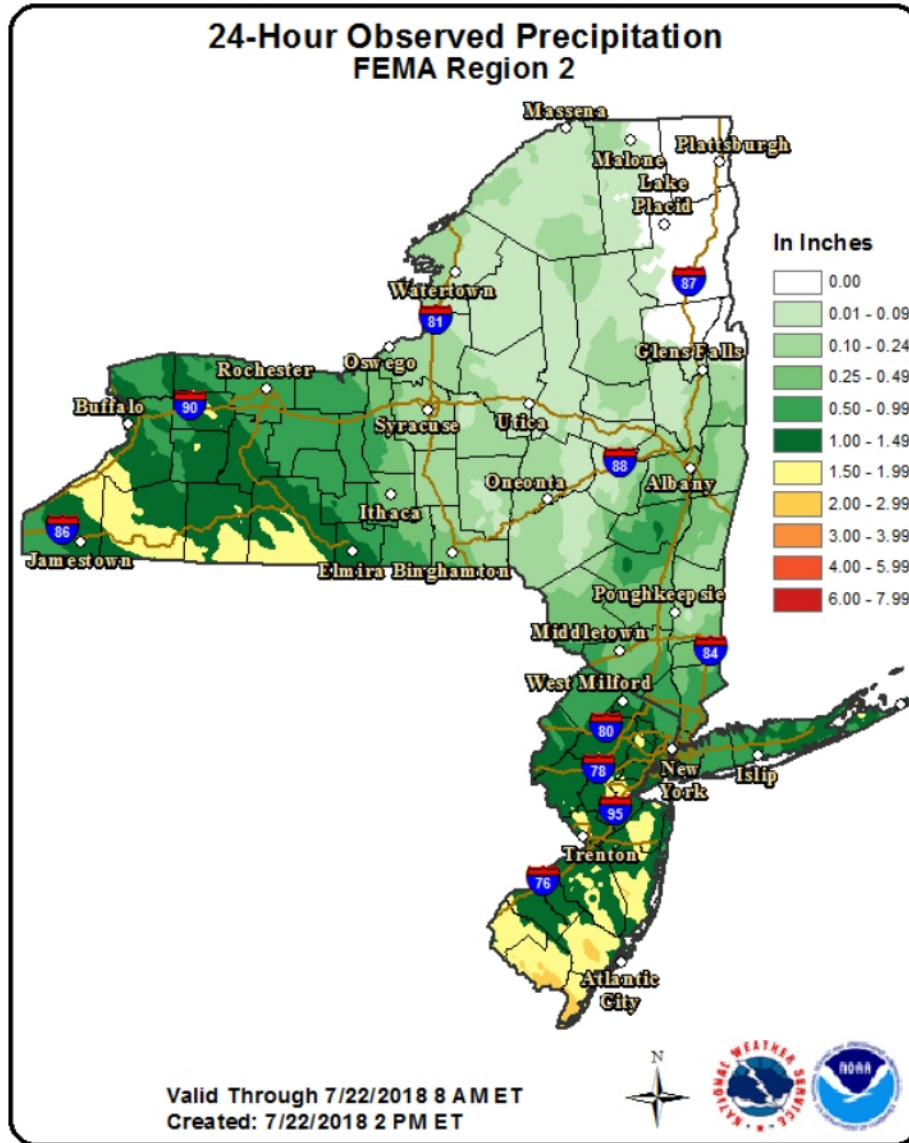 24-Hour Observed Precipitation
FEMA Region 2
Massena
Malone
Plattsburgh
Lake
Placid
In Inches
0.00
0.01 - 0.09
0.10 - 0.24
0.25 - 0.49
0.50 - 0.99
1.00 - 1.49
1.50 - 1.99
2.00 - 2.99
3.00 - 3.99
4.00 - 5.99
6.00 - 7.99
87
Watertown
81
Oswego
Glens Falls
Rochester
Buffalo
90
Syracuse
Utica
88
Albany
Oneonta
Ithaca
86
Jamestown
Elmira
Binghamton
Poughkeepsie
Middletown
84
West Milford
80
New
York
Islip
78
95
Trenton
76
Atlantic
City
Valid Through 7/22/2018 8 AM ET
Created: 7/22/2018 2 PM ET
N
NATIONAL WEATHER SERVICE
NOAA